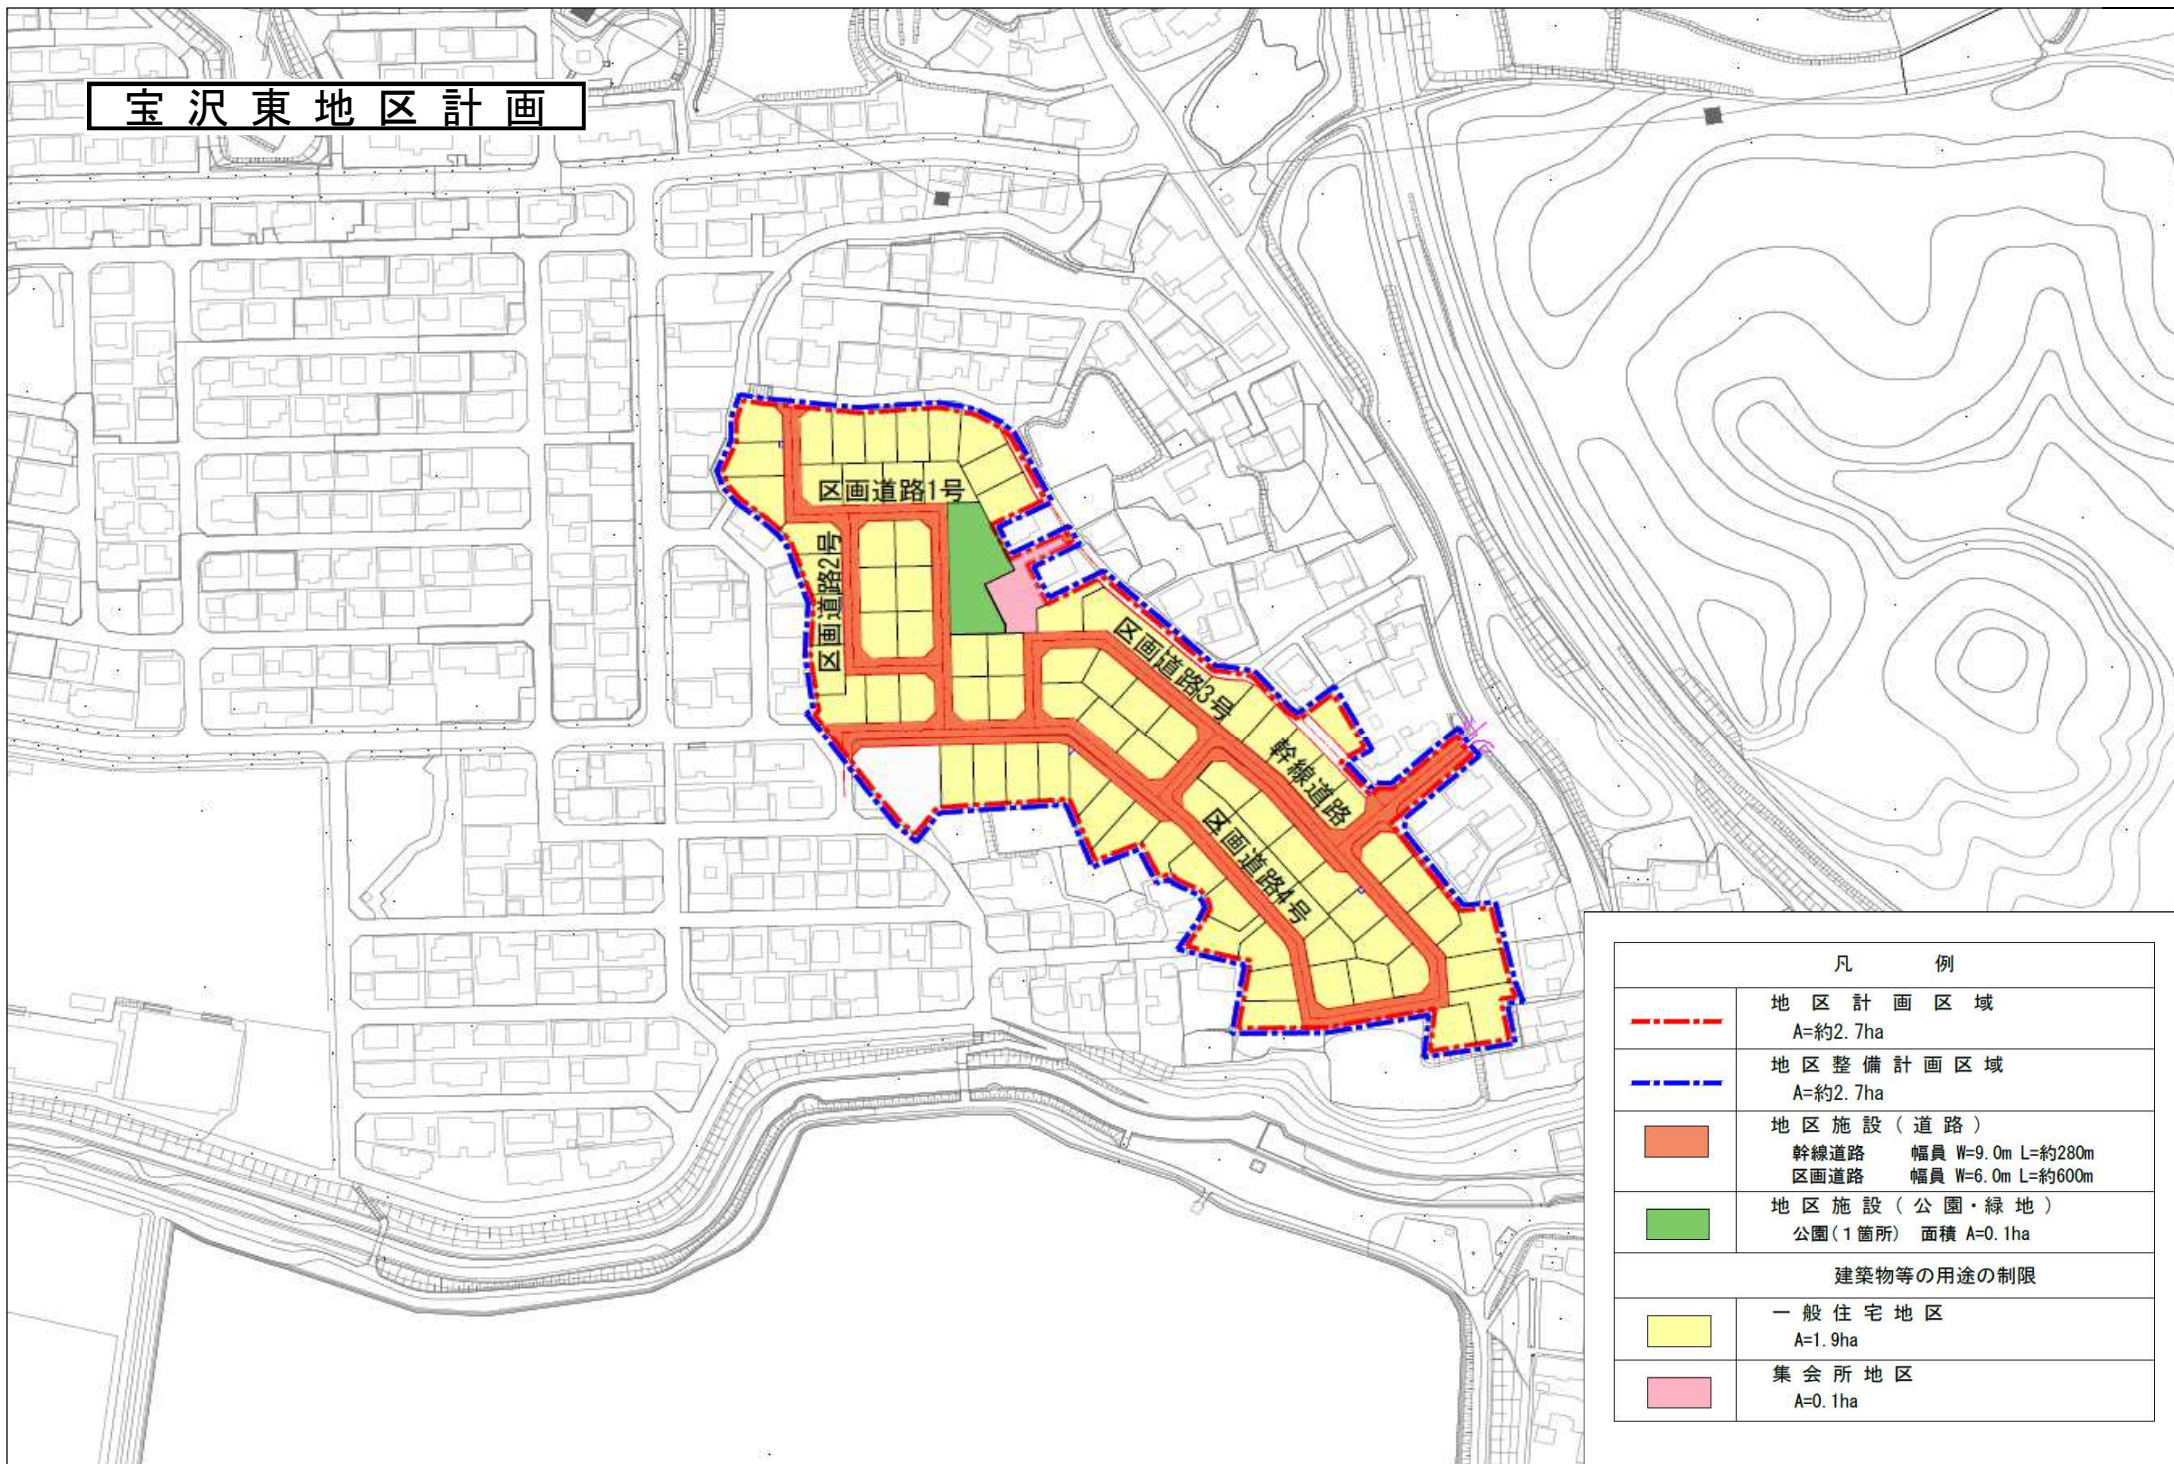 宝沢東地区計画
区画道路1号
区画道路2号
区画道路3号
幹線道路
区画道路4号
凡 例
地区計画区域
A=約2.7ha
地区整備計画区域
A=約2.7ha
地区施設(道路)
幹線道路 幅員 W=9.0m L=約280m
区画道路 幅員 W=6.0m L=約600m
地区施設(公園・緑地)
公園(1箇所) 面積 A=0.1ha
建築物等の用途の制限
一般住宅地区
A=1.9ha
集会所地区
A=0.1ha